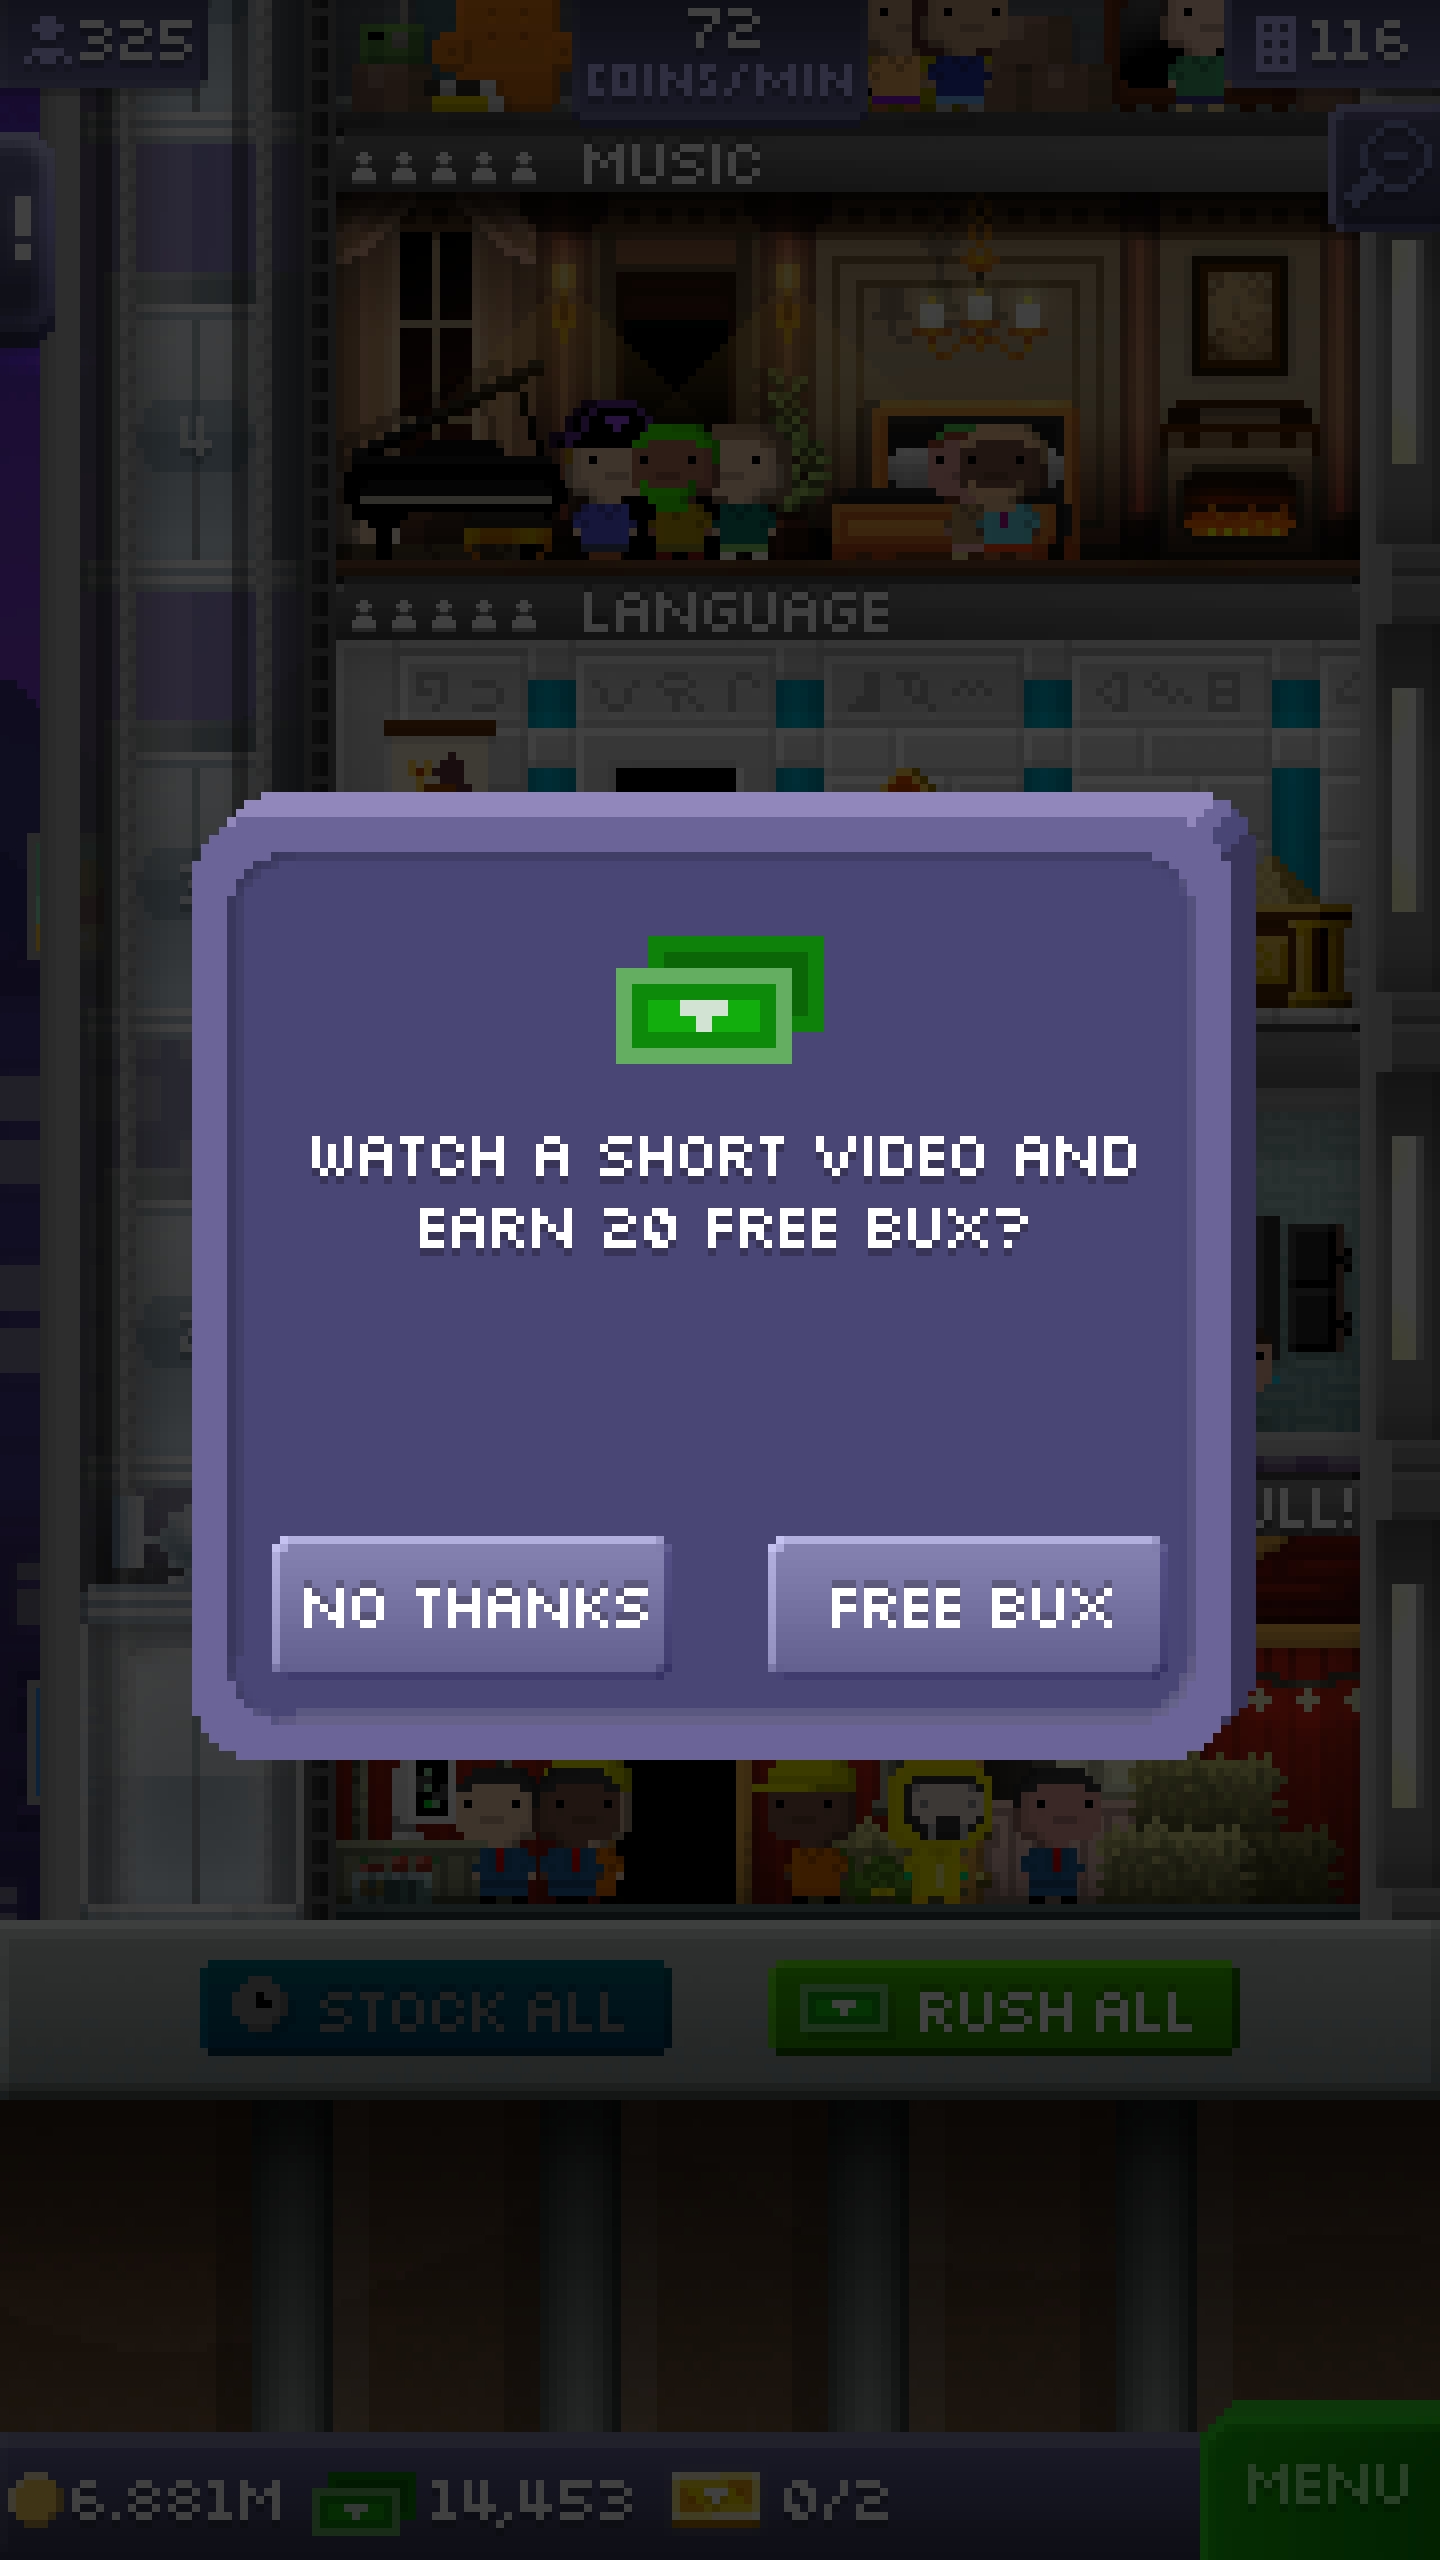 325
72
COINS/MIN
116
!
MUSIC
4
LANGUAGE
WATCH A SHORT VIDEO AND
EARN 20 FREE BUX?
NO THANKS
FREE BUX
STOCK ALL
RUSH ALL
6.881M
14,453
0/2
MENU